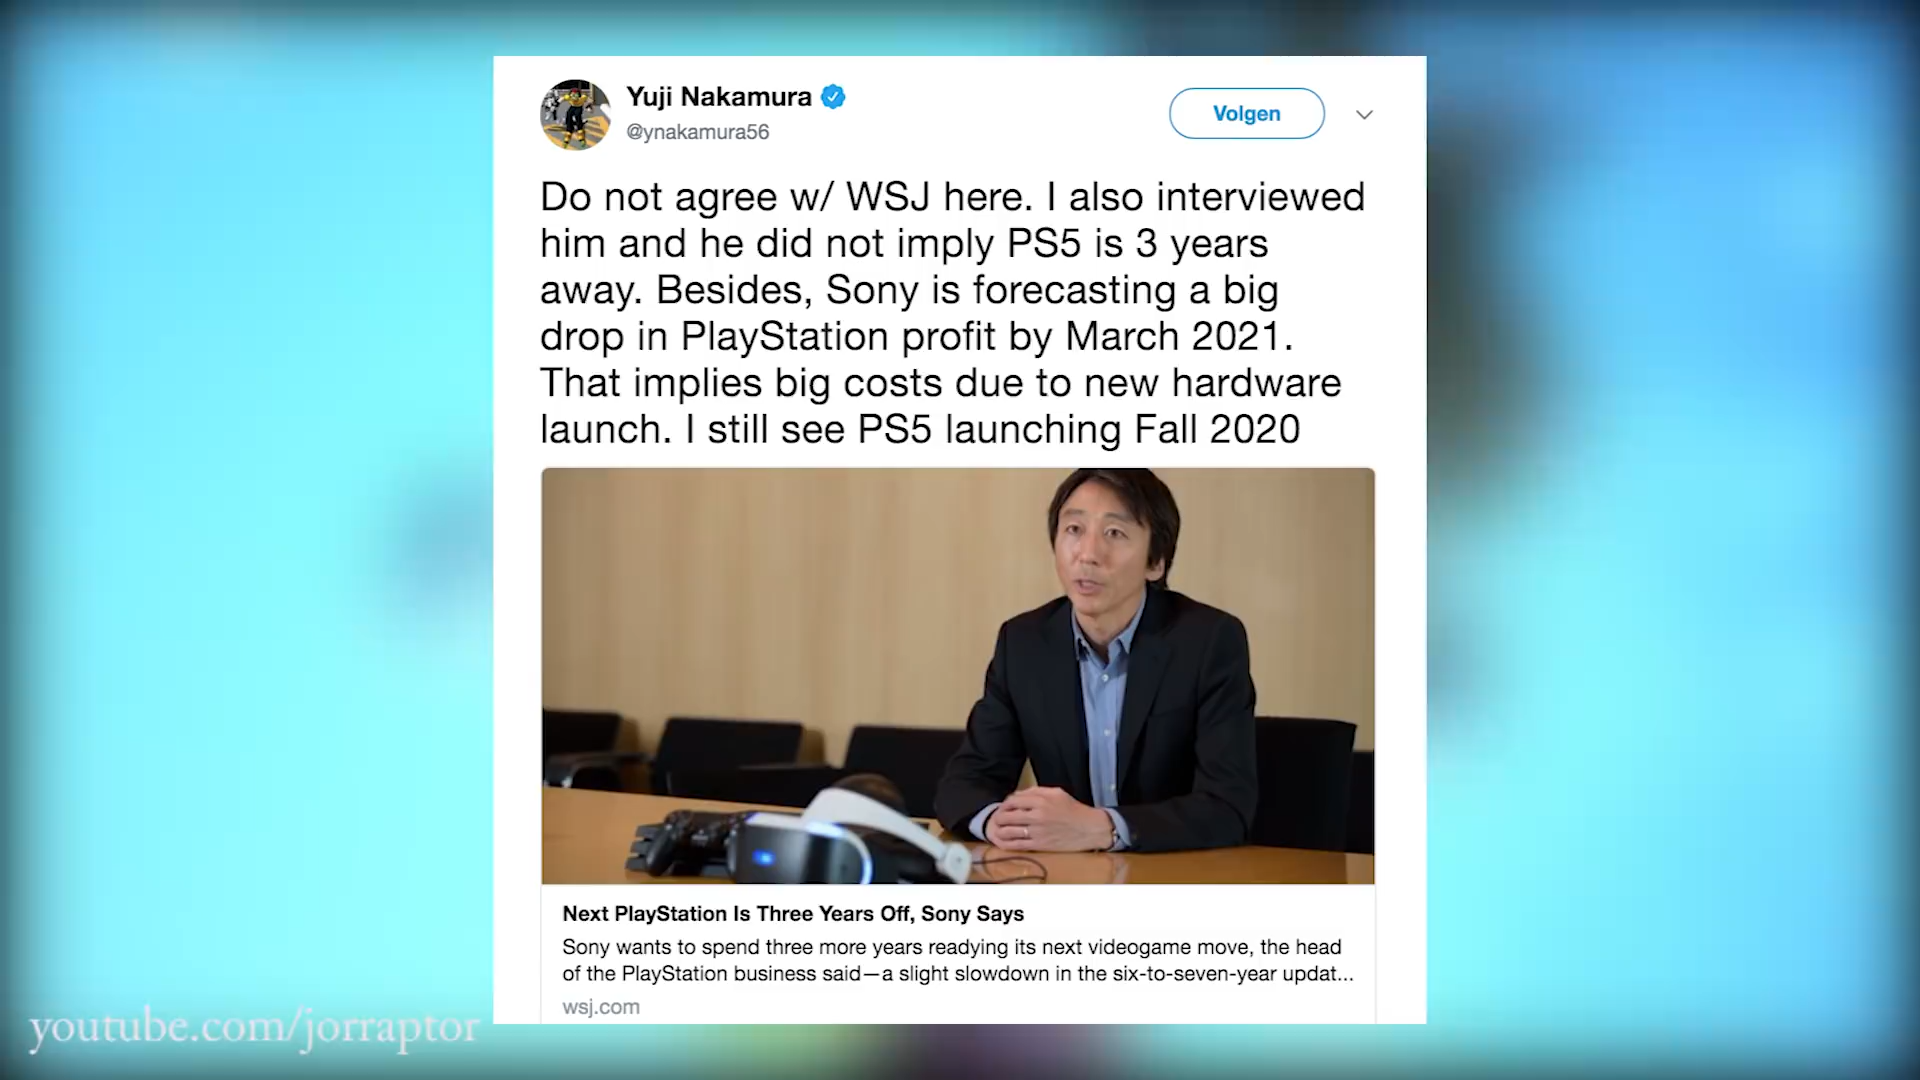 Yuji Nakamura
@ynakamura56
Volgen
Do not agree w/ WSJ here. I also interviewed
him and he did not imply PS5 is 3 years
away. Besides, Sony is forecasting a big
drop in PlayStation profit by March 2021.
That implies big costs due to new hardware
launch. I still see PS5 launching Fall 2020
Next PlayStation Is Three Years Off, Sony Says
Sony wants to spend three more years readying its next videogame move, the head
of the PlayStation business said—a slight slowdown in the six-to-seven-year updat...
wsj.com
youtube.com/jorraptor